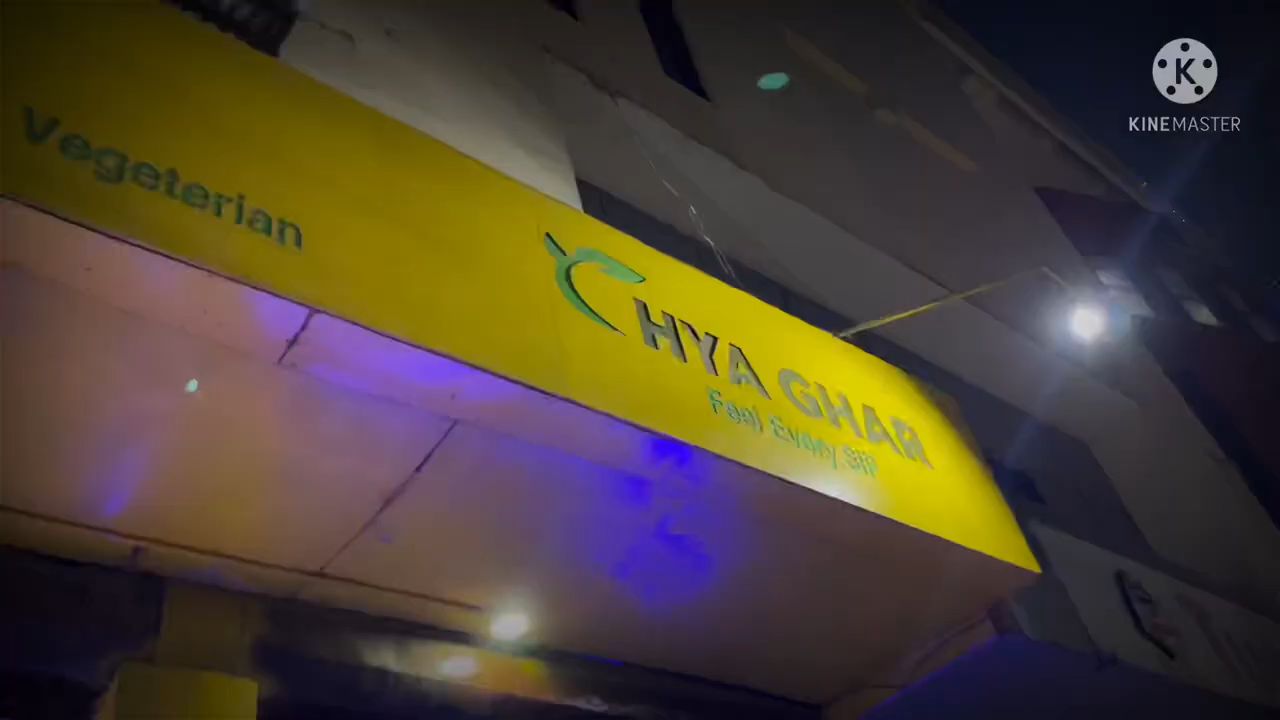 Vegeterian
CHYA GHAR
Feel Every SIP
K
KINEMASTER